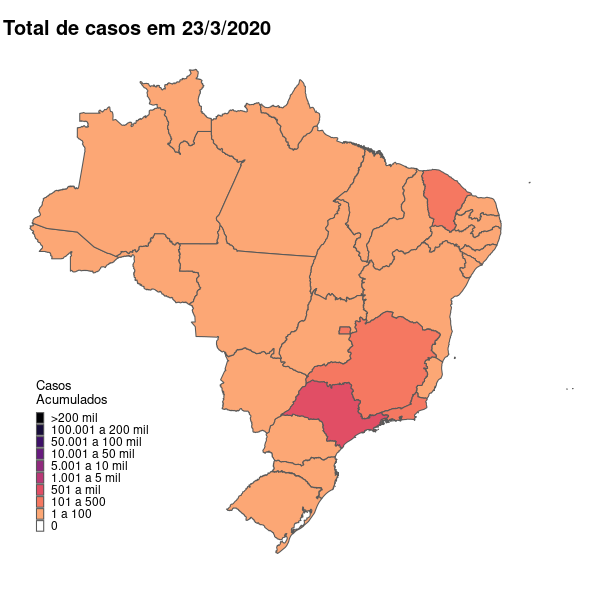 Total de casos em 23/3/2020
Casos
Acumulados
>200 mil
100.001 a 200 mil
50.001 a 100 mil
10.001 a 50 mil
5.001 a 10 mil
1.001 a 5 mil
501 a mil
101 a 500
1 a 100
0